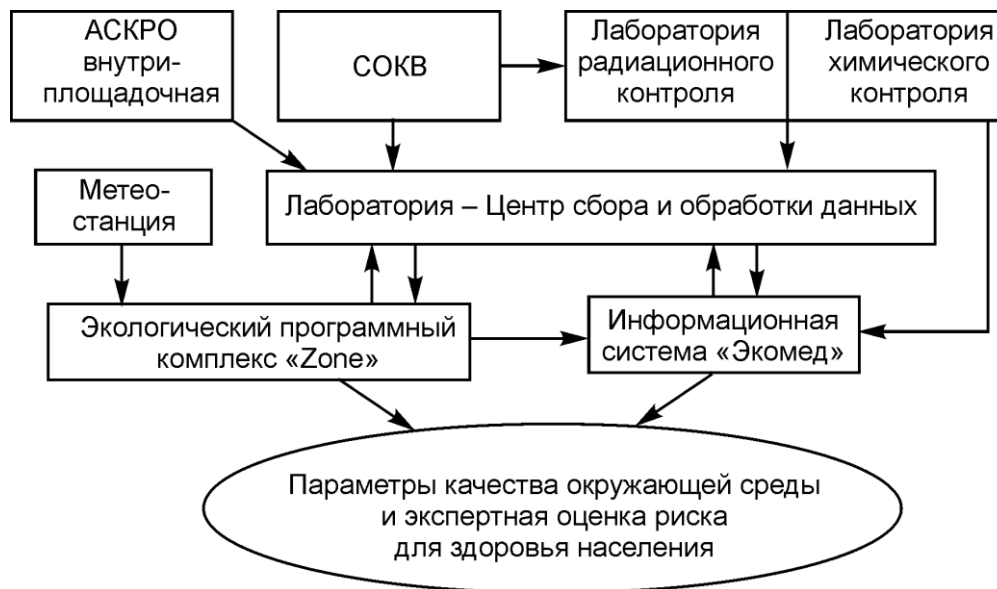 АСКРО
внутри-
площадочная
СОКВ
Лаборатория
радиационного
контроля
Лаборатория
химического
контроля
Метео-
станция
Лаборатория – Центр сбора и обработки данных
Экологический программный
комплекс «Zone»
Информационная
система «Экомед»
Параметры качества окружающей среды
и экспертная оценка риска
для здоровья населения